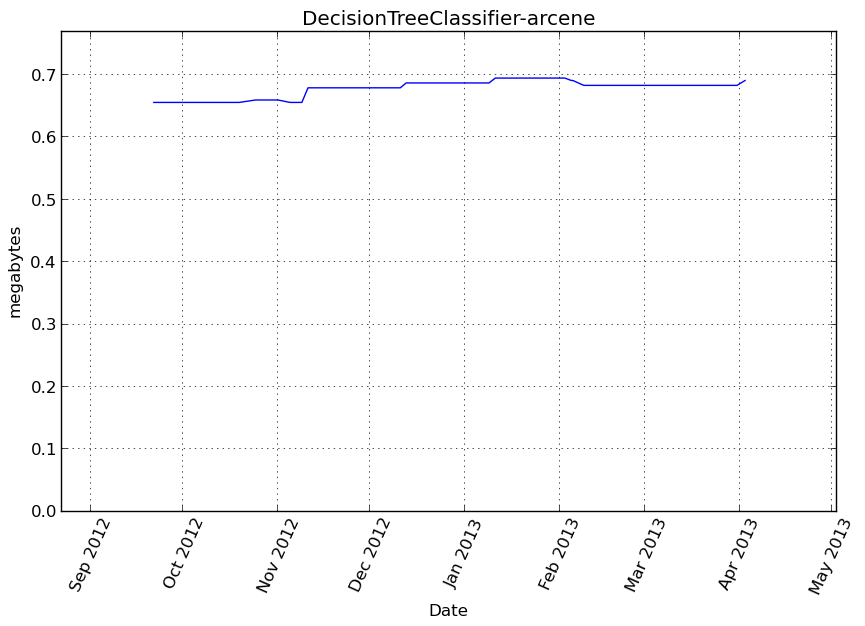 DecisionTreeClassifier-arcene
0.7
0.6
0.5
0.4
0.3
0.2
0.1
0.0
megabytes
Sep 2012
Oct 2012
Nov 2012
Dec 2012
Jan 2013
Feb 2013
Mar 2013
Apr 2013
May 2013
Date